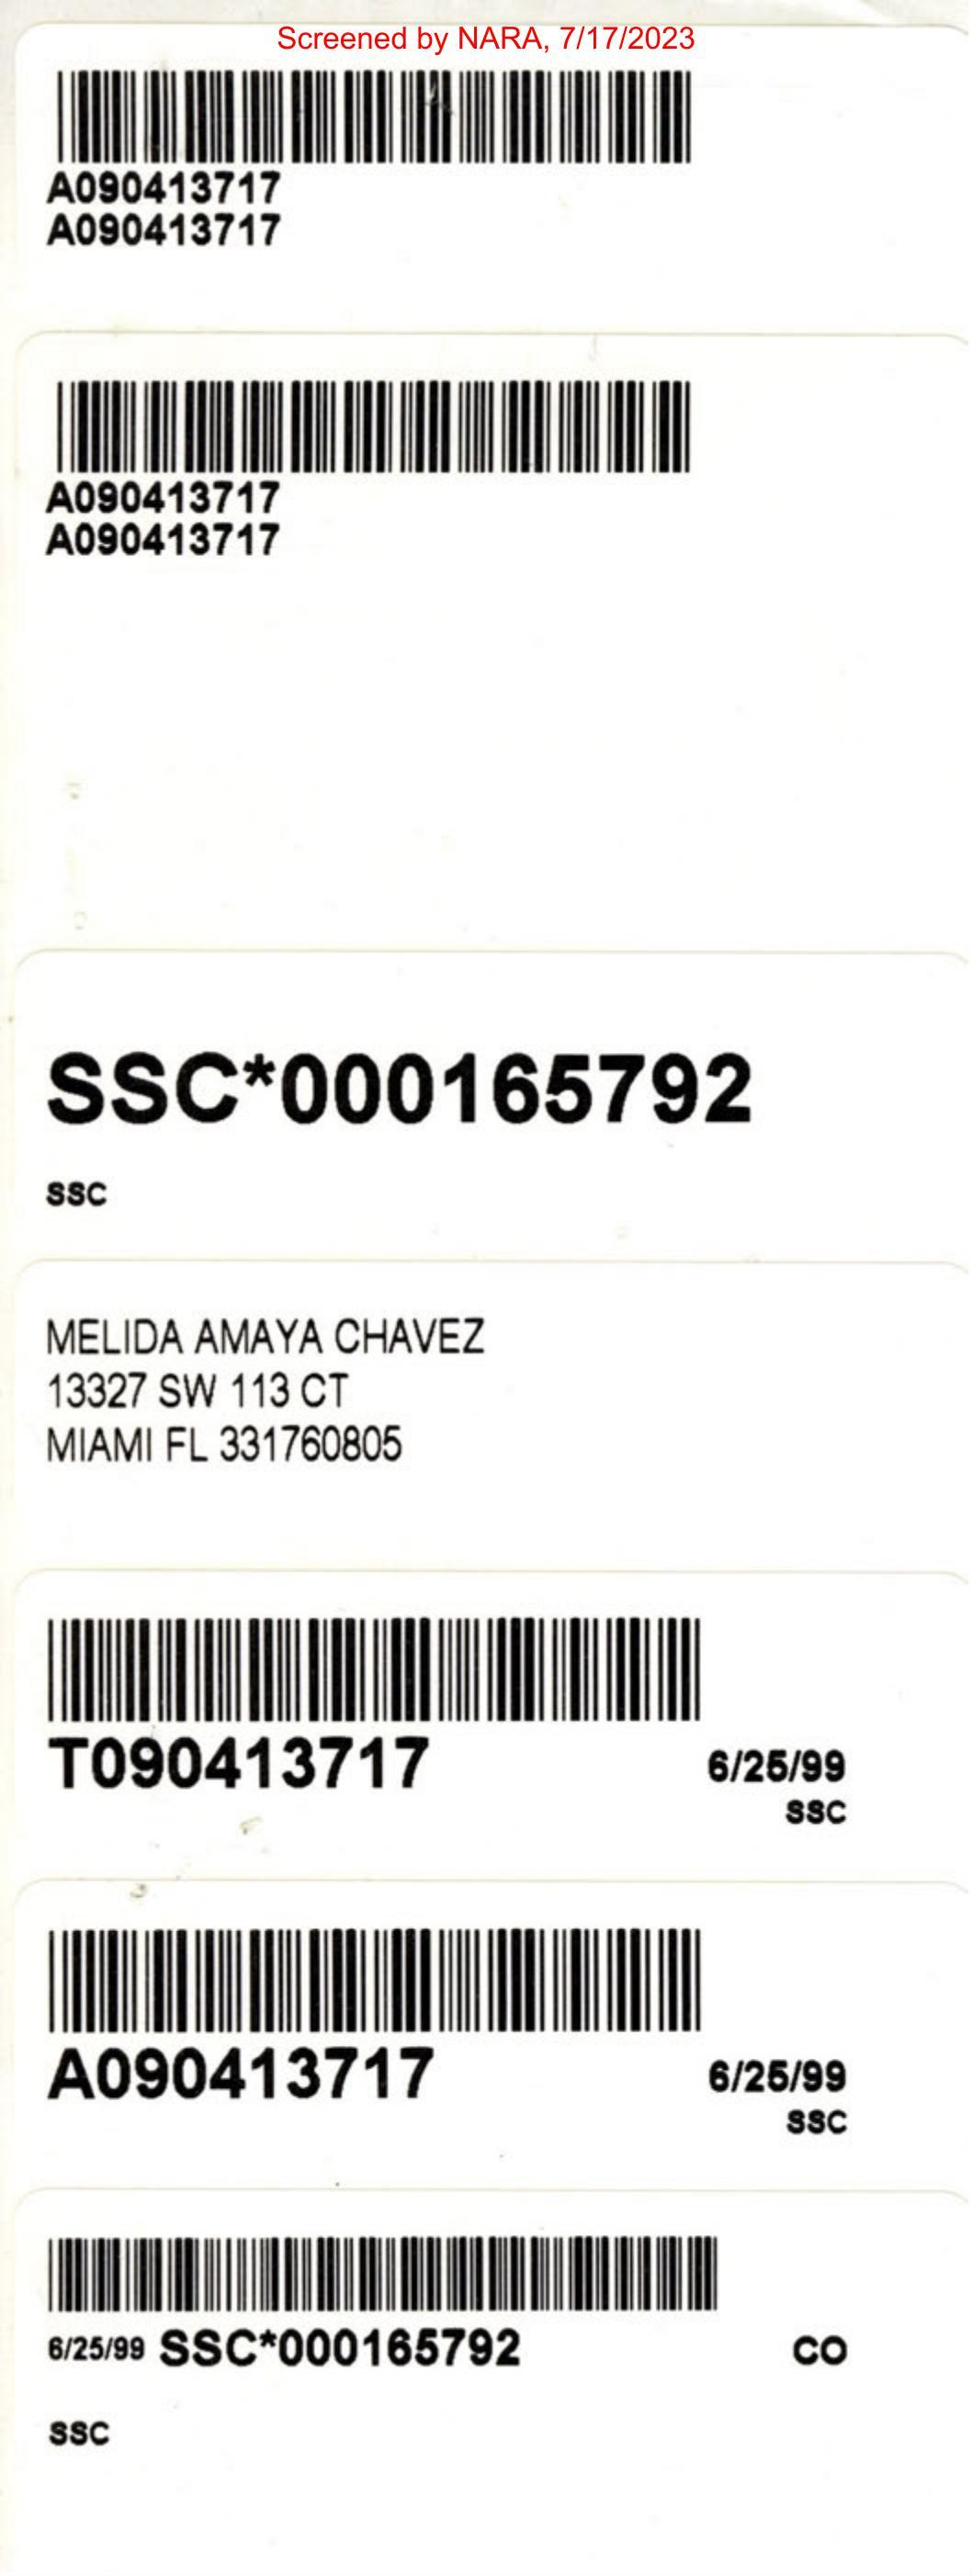 Screened by NARA, 7/17/2023
A090413717
A090413717
A090413717
A090413717
SSC*000165792
SSC
MELIDA AMAYA CHAVEZ
13327 SW 113 CT
MIAMI FL 331760805
T090413717 6/25/99
SSC
A090413717 6/25/99
SSC
6/25/99 SSC*000165792 CO
SSC